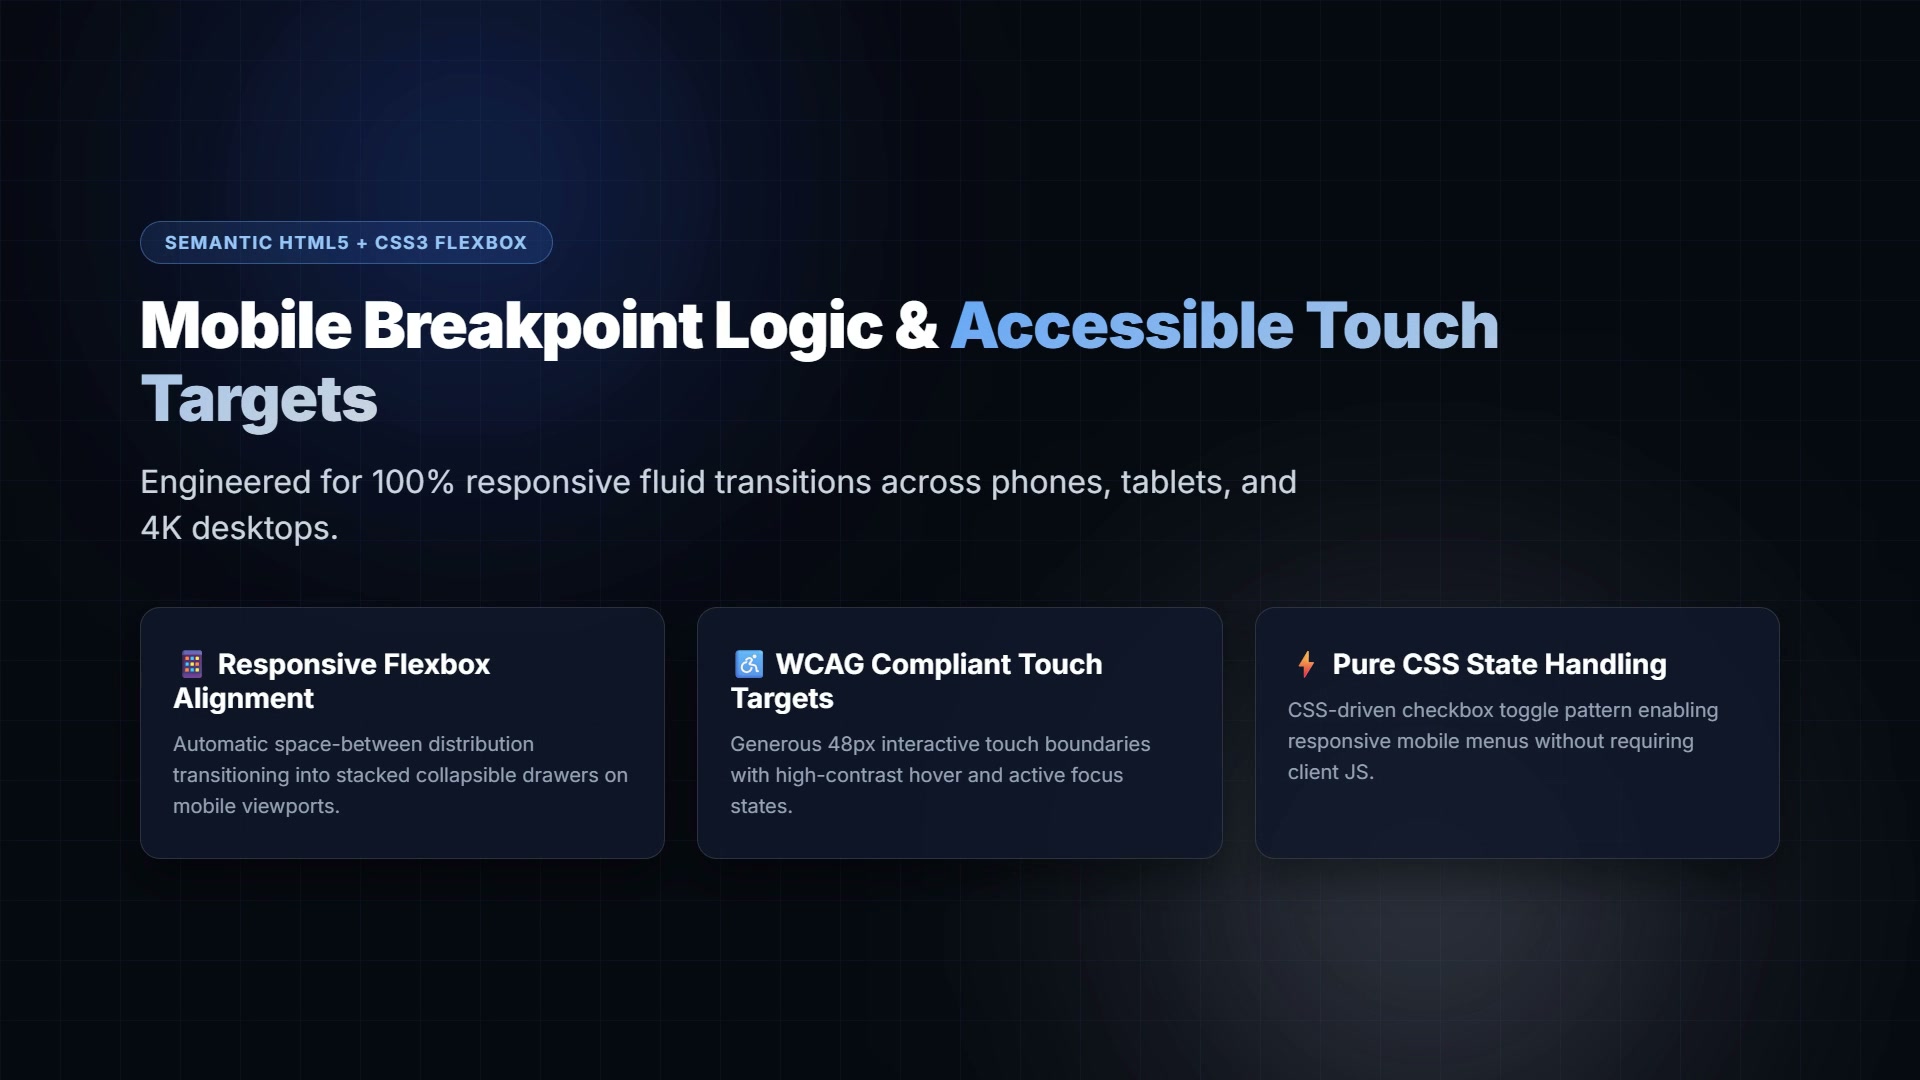 SEMANTIC HTML5 + CSS3 FLEXBOX
Mobile Breakpoint Logic & Accessible Touch
Targets
Engineered for 100% responsive fluid transitions across phones, tablets, and
4K desktops.
Responsive Flexbox
Alignment
Automatic space-between distribution
transitioning into stacked collapsible drawers on
mobile viewports.
WCAG Compliant Touch
Targets
Generous 48px interactive touch boundaries
with high-contrast hover and active focus
states.
Pure CSS State Handling
CSS-driven checkbox toggle pattern enabling
responsive mobile menus without requiring
client JS.